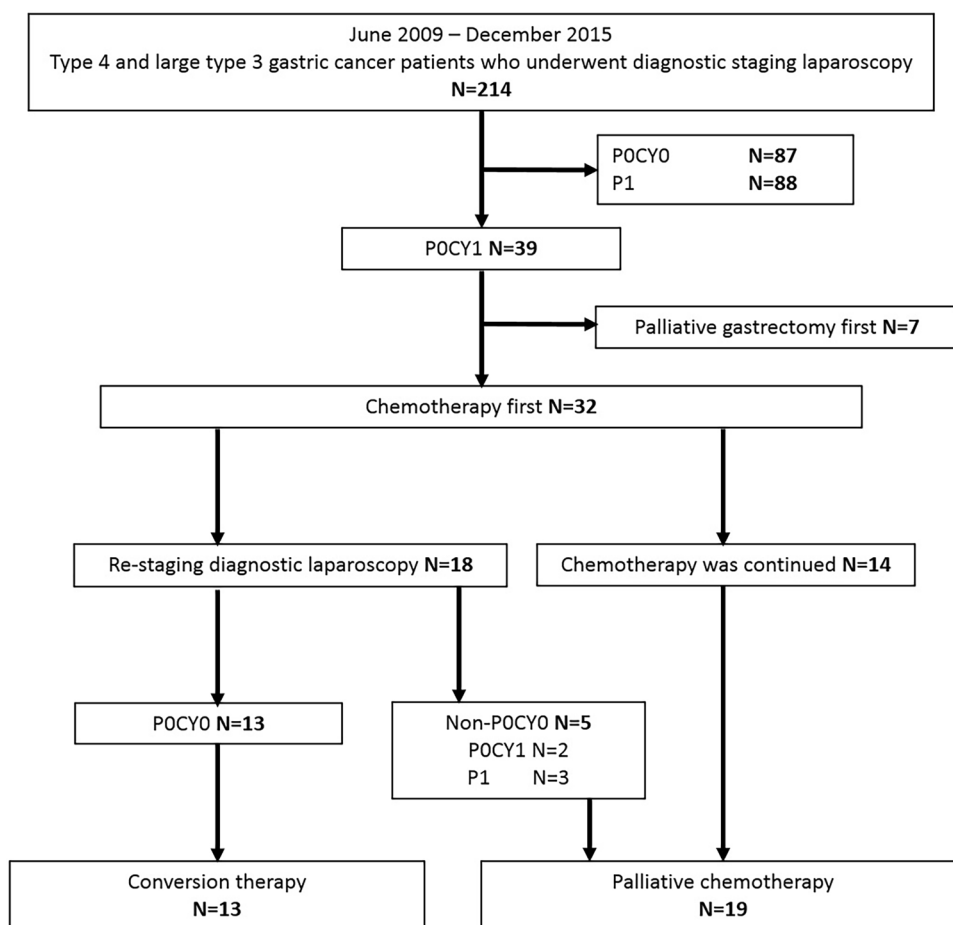 June 2009 – December 2015
Type 4 and large type 3 gastric cancer patients who underwent diagnostic staging laparoscopy
N=214
P0CY0 N=87
P1 N=88
P0CY1 N=39
Palliative gastrectomy first N=7
Chemotherapy first N=32
Re-staging diagnostic laparoscopy N=18
Chemotherapy was continued N=14
P0CY0 N=13
Non-P0CY0 N=5
P0CY1 N=2
P1 N=3
Conversion therapy
N=13
Palliative chemotherapy
N=19